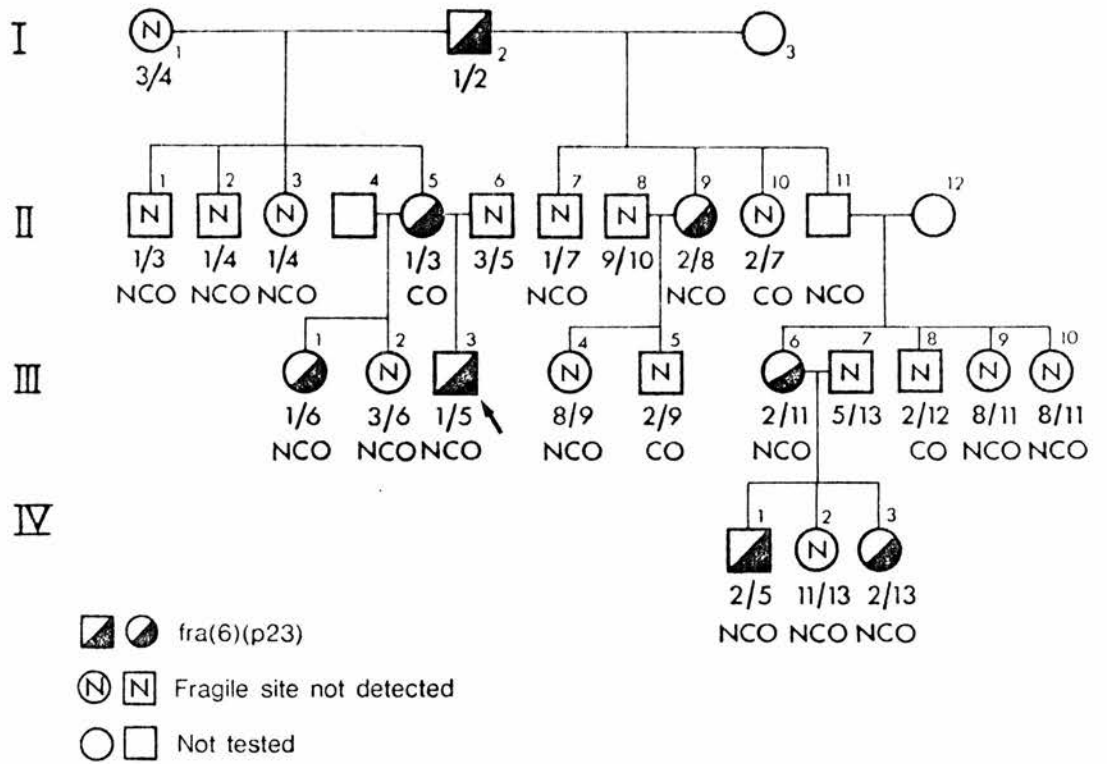 I
N 1 2 3
3/4 1/2
II
1 2 3 4 5 6 7 8 9 10 11 12
N N N N N N N
1/3 1/4 1/4 1/3 3/5 1/7 9/10 2/8 2/7
NCO NCO NCO CO NCO NCO CO NCO
III
1 2 3 4 5 6 7 8 9 10
N N N N N N N
1/6 3/6 1/5 8/9 2/9 2/11 5/13 2/12 8/11 8/11
NCO NCO NCO NCO CO NCO CO NCO NCO
IV
1 2 3
N
2/5 11/13 2/13
NCO NCO NCO
fra(6)(p23)
N N Fragile site not detected
Not tested